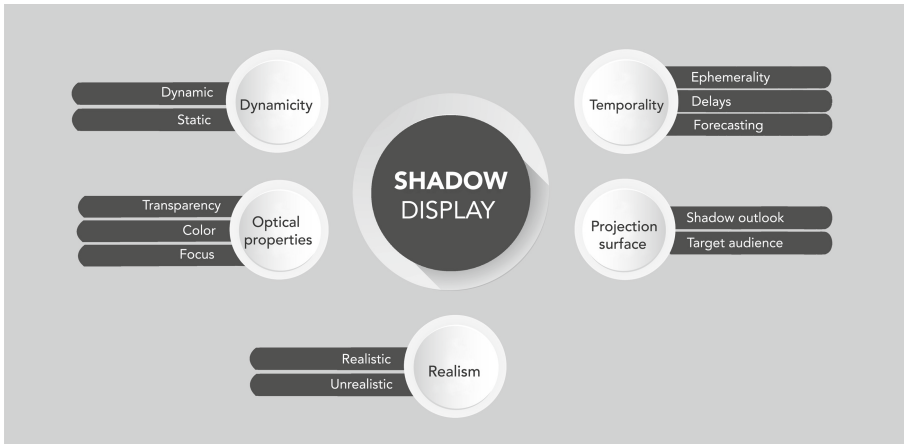 SHADOW
DISPLAY
Dynamicity
Dynamic
Static
Optical
properties
Transparency
Color
Focus
Realism
Realistic
Unrealistic
Temporality
Ephemerality
Delays
Forecasting
Projection
surface
Shadow outlook
Target audience